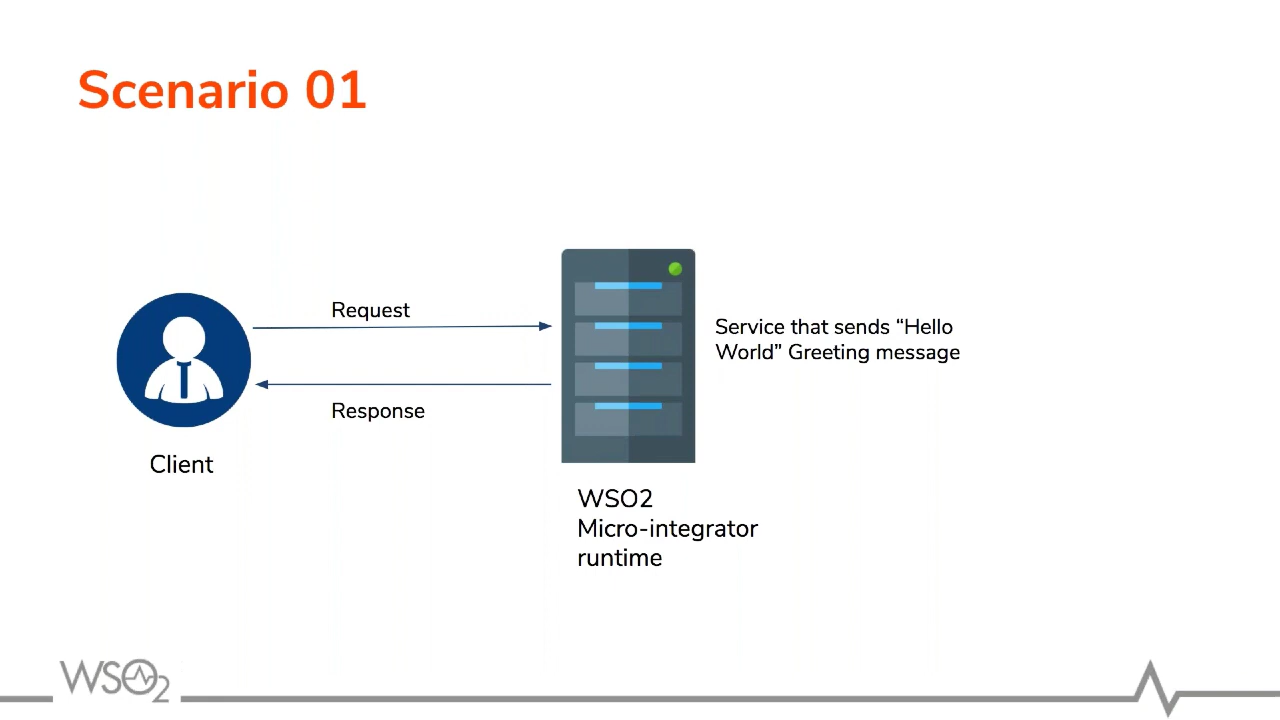 Scenario 01
Request
Service that sends “Hello
World” Greeting message
Response
Client
WSO2
Micro-integrator
runtime
WSO2